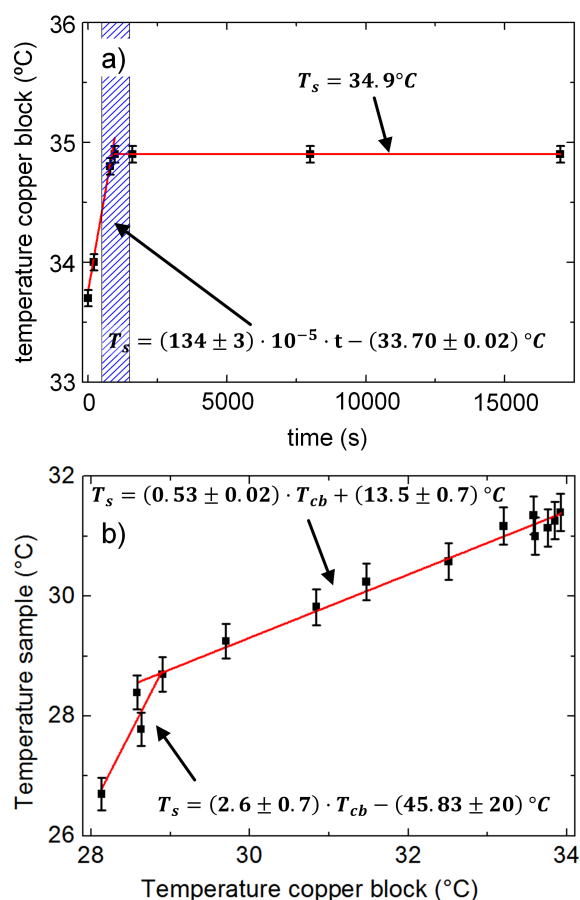 36
a)
T_s = 34.9°C
35
34
T_s = (134 ± 3) · 10⁻⁵ · t − (33.70 ± 0.02) °C
33
0 5000 10000 15000
time (s)
temperature copper block (ºC)
32
T_s = (0.53 ± 0.02) · T_cb + (13.5 ± 0.7) °C
b)
30
28
T_s = (2.6 ± 0.7) · T_cb − (45.83 ± 20) °C
26
28 30 32 34
Temperature copper block (°C)
Temperature sample (°C)